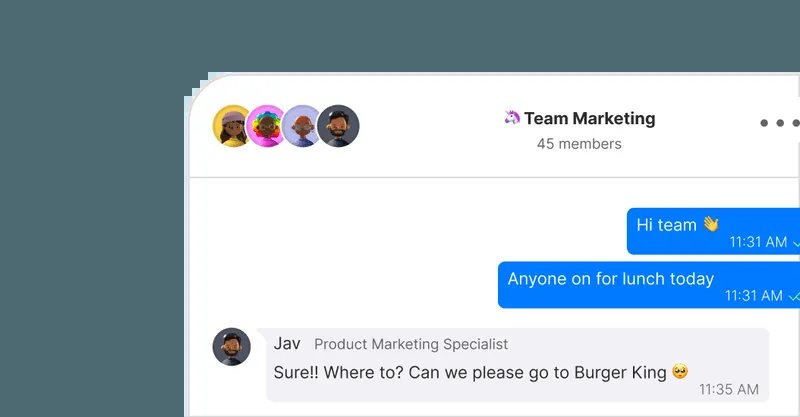 🦄 Team Marketing
45 members
Hi team 👋
11:31 AM
Anyone on for lunch today
11:31 AM
Jav Product Marketing Specialist
Sure!! Where to? Can we please go to Burger King 🥺
11:35 AM